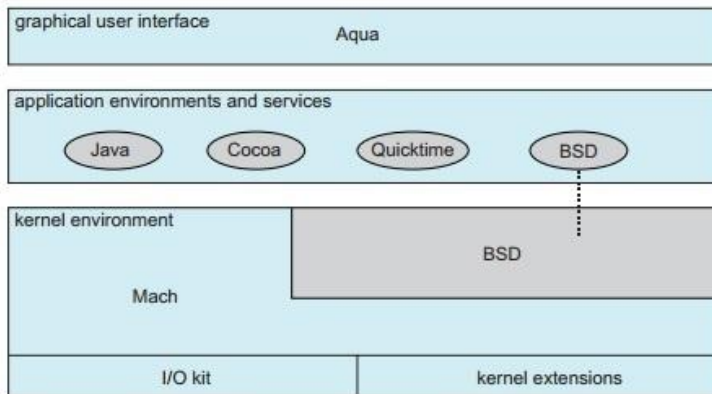 graphical user interface
Aqua
application environments and services
Java
Cocoa
Quicktime
BSD
kernel environment
BSD
Mach
I/O kit
kernel extensions